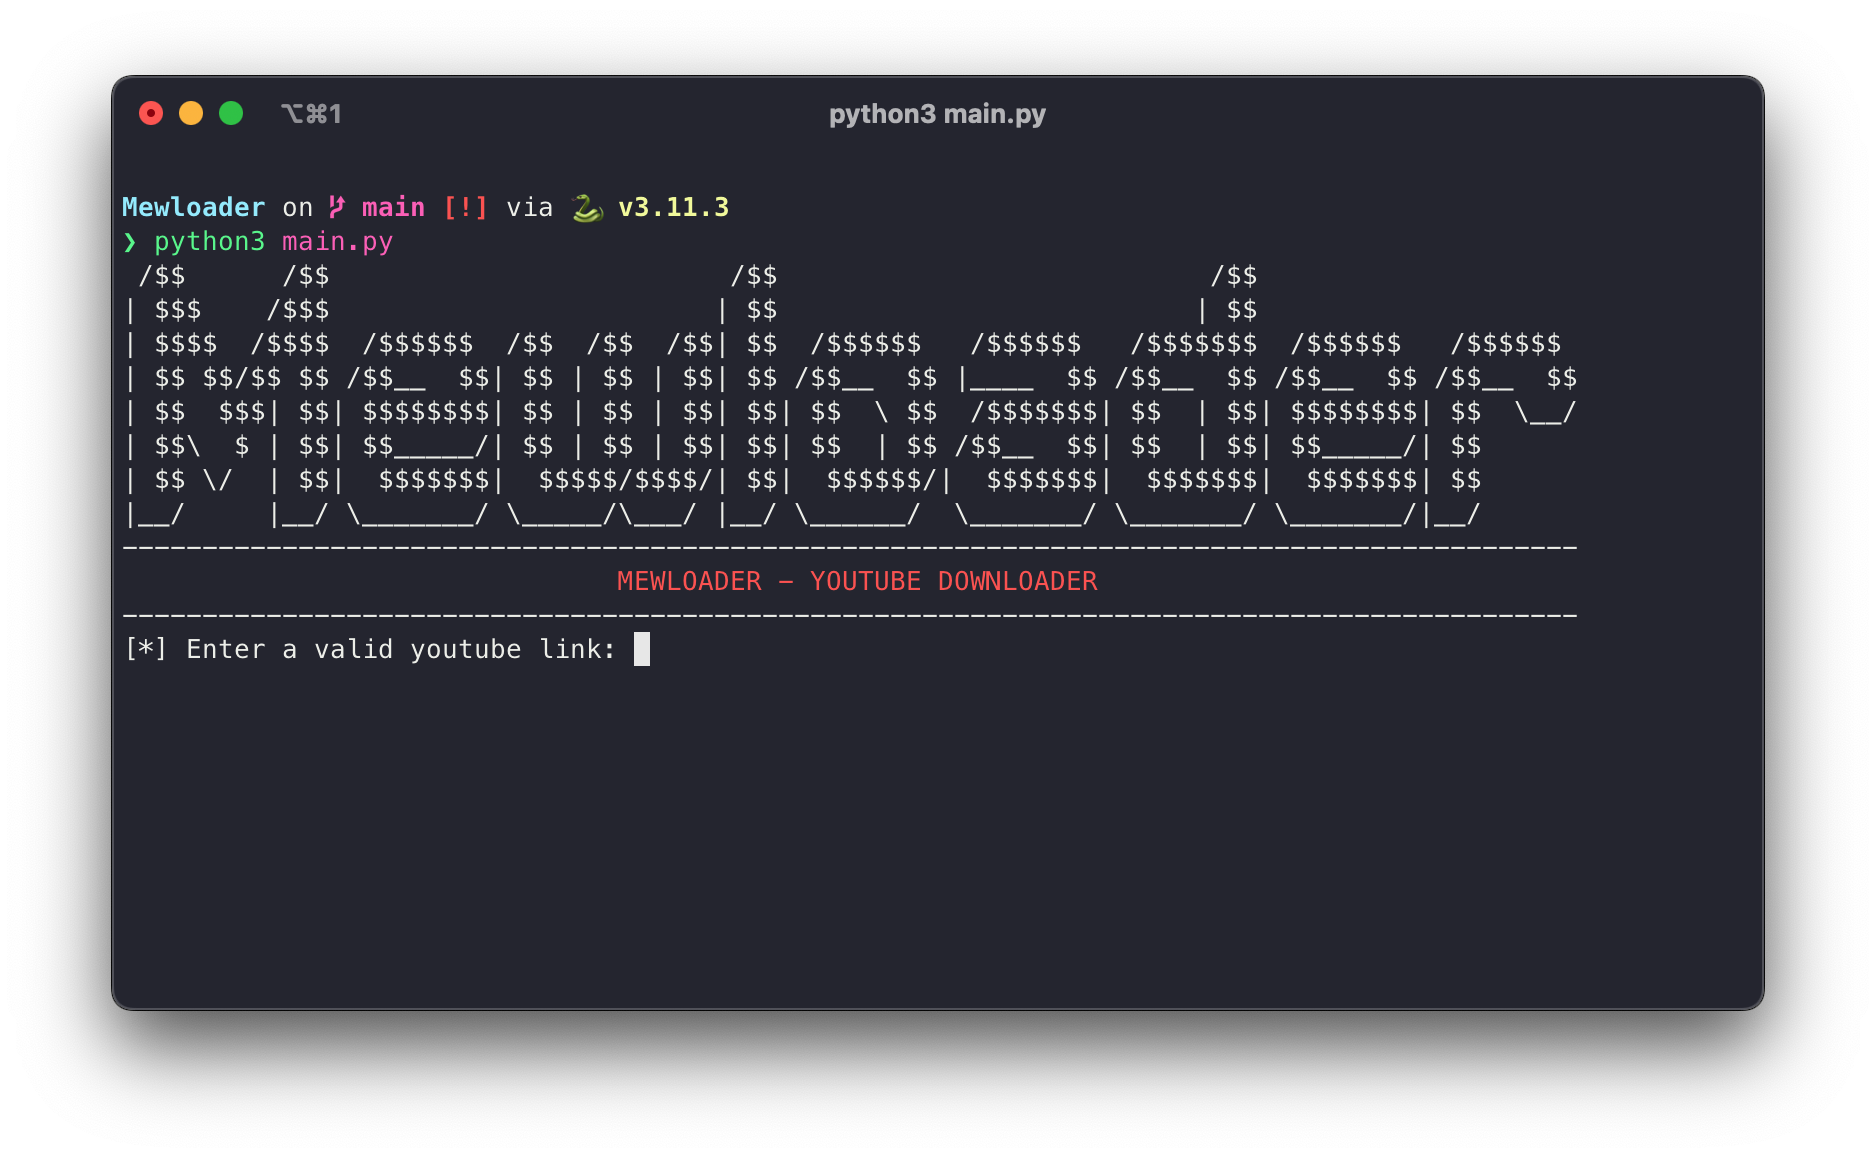 ⌥⌘1 python3 main.py
Mewloader on main [!] via 🐍 v3.11.3
❯ python3 main.py
  /$$      /$$                         /$$                           /$$
| $$$    /$$$                        | $$                          | $$
| $$$$  /$$$$  /$$$$$$  /$$  /$$  /$$| $$  /$$$$$$   /$$$$$$   /$$$$$$$  /$$$$$$   /$$$$$$
| $$ $$/$$ $$ /$$__  $$| $$ | $$ | $$| $$ /$$__  $$ |____  $$ /$$__  $$ /$$__  $$ /$$__  $$
| $$  $$$| $$| $$$$$$$$| $$ | $$ | $$| $$| $$  \ $$  /$$$$$$$| $$  | $$| $$$$$$$$| $$  \__/
| $$\  $ | $$| $$_____/| $$ | $$ | $$| $$| $$  | $$ /$$__  $$| $$  | $$| $$_____/| $$
| $$ \/  | $$|  $$$$$$$|  $$$$$/$$$$/| $$|  $$$$$$/|  $$$$$$$|  $$$$$$$|  $$$$$$$| $$
|__/     |__/ \_______/ \_____/\___/ |__/ \______/  \_______/ \_______/ \_______/|__/
-------------------------------------------------------------------------------------------
MEWLOADER - YOUTUBE DOWNLOADER
-------------------------------------------------------------------------------------------
[*] Enter a valid youtube link: